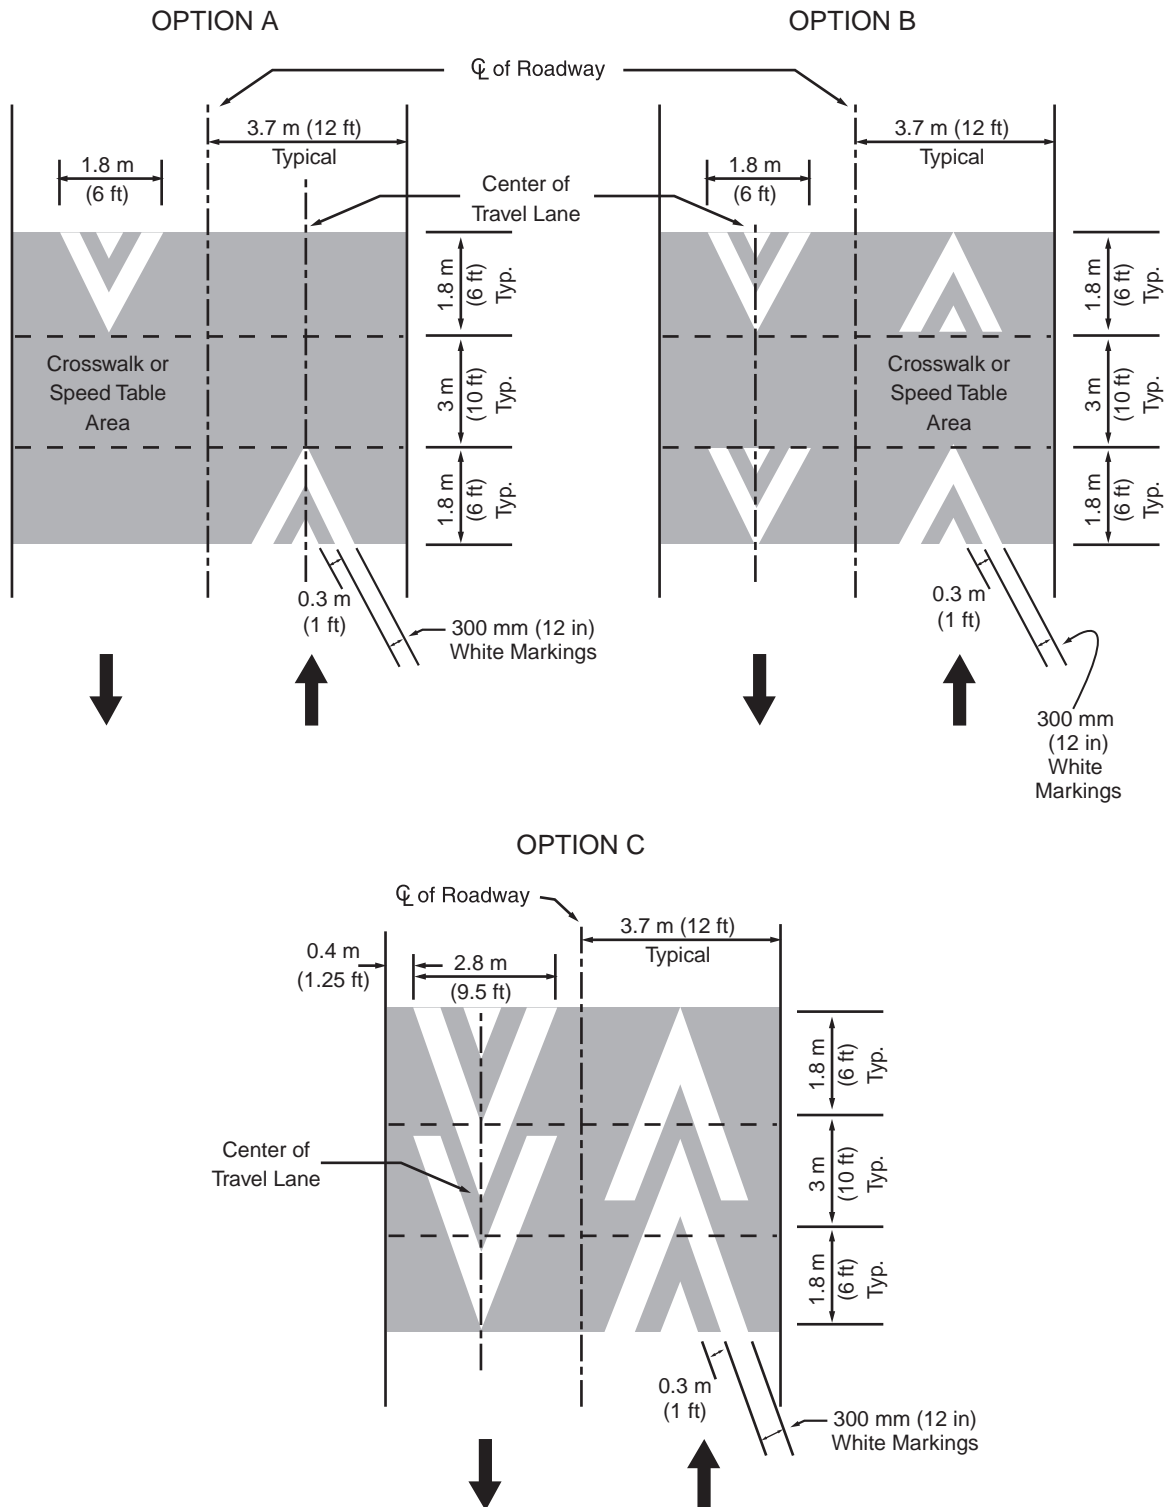 OPTION A
OPTION B
℄ of Roadway
3.7 m (12 ft)
Typical
3.7 m (12 ft)
Typical
1.8 m
(6 ft)
1.8 m
(6 ft)
Center of
Travel Lane
1.8 m
(6 ft)
Typ.
1.8 m
(6 ft)
Typ.
Crosswalk or
Speed Table
Area
3 m
(10 ft)
Typ.
Crosswalk or
Speed Table
Area
3 m
(10 ft)
Typ.
1.8 m
(6 ft)
Typ.
1.8 m
(6 ft)
Typ.
0.3 m
(1 ft)
300 mm (12 in)
White Markings
0.3 m
(1 ft)
300 mm
(12 in)
White
Markings
OPTION C
℄ of Roadway
3.7 m (12 ft)
Typical
0.4 m
(1.25 ft)
2.8 m
(9.5 ft)
1.8 m
(6 ft)
Typ.
Center of
Travel Lane
3 m
(10 ft)
Typ.
1.8 m
(6 ft)
Typ.
0.3 m
(1 ft)
300 mm (12 in)
White Markings